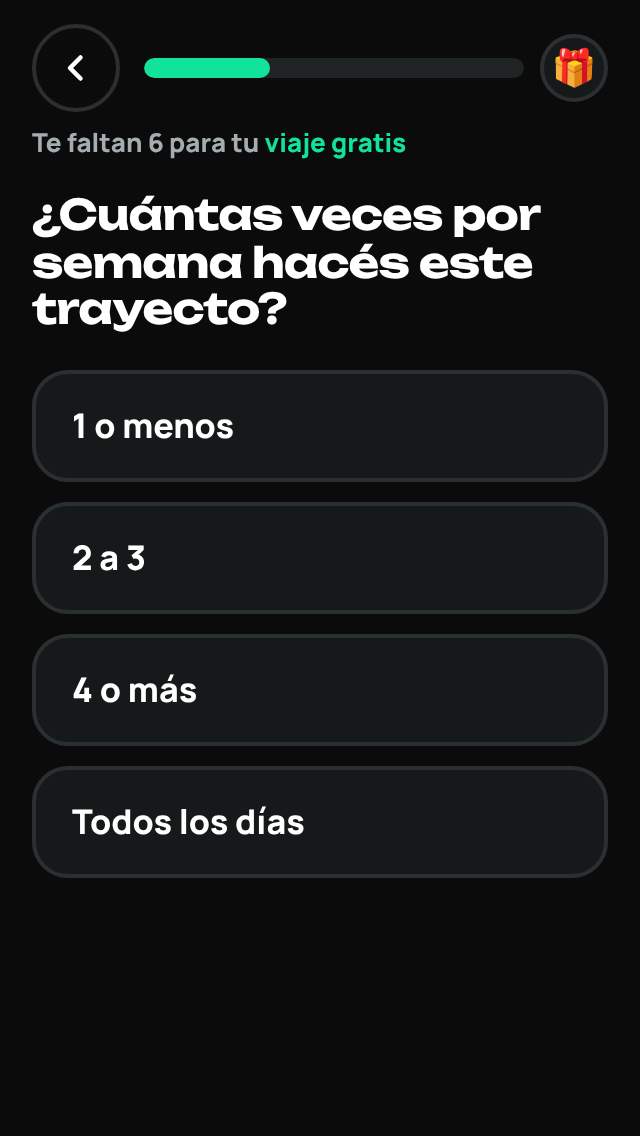 Te faltan 6 para tu viaje gratis
¿Cuántas veces por
semana hacés este
trayecto?
1 o menos
2 a 3
4 o más
Todos los días